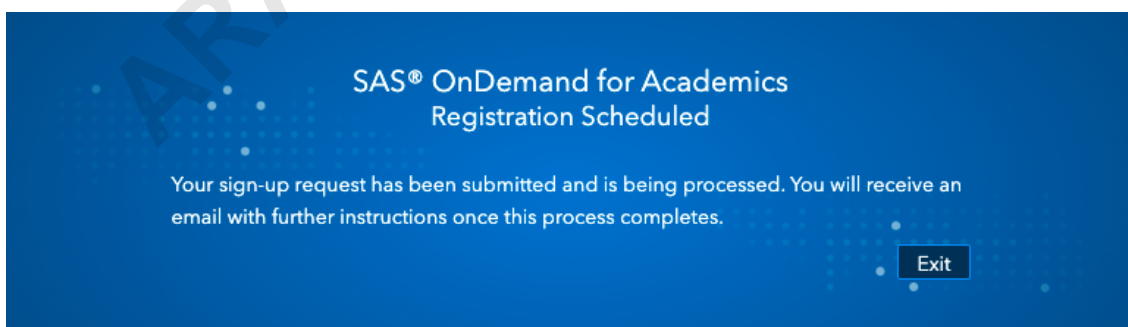 SAS® OnDemand for Academics
Registration Scheduled
Your sign-up request has been submitted and is being processed. You will receive an
email with further instructions once this process completes.
Exit